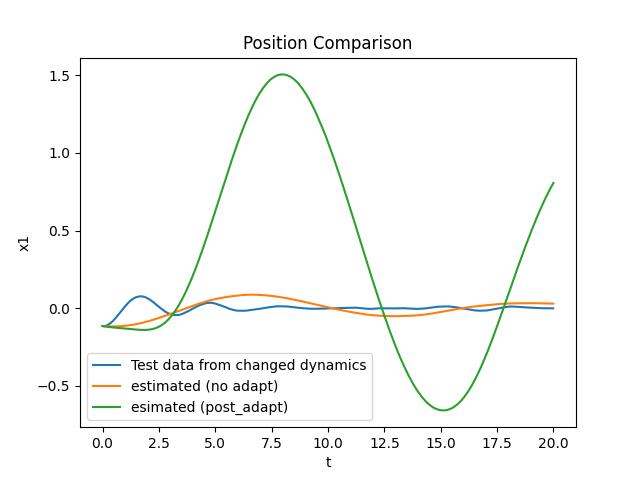 Position Comparison
x1
1.5
1.0
0.5
0.0
−0.5
Test data from changed dynamics
estimated (no adapt)
esimated (post_adapt)
0.0 2.5 5.0 7.5 10.0 12.5 15.0 17.5 20.0
t